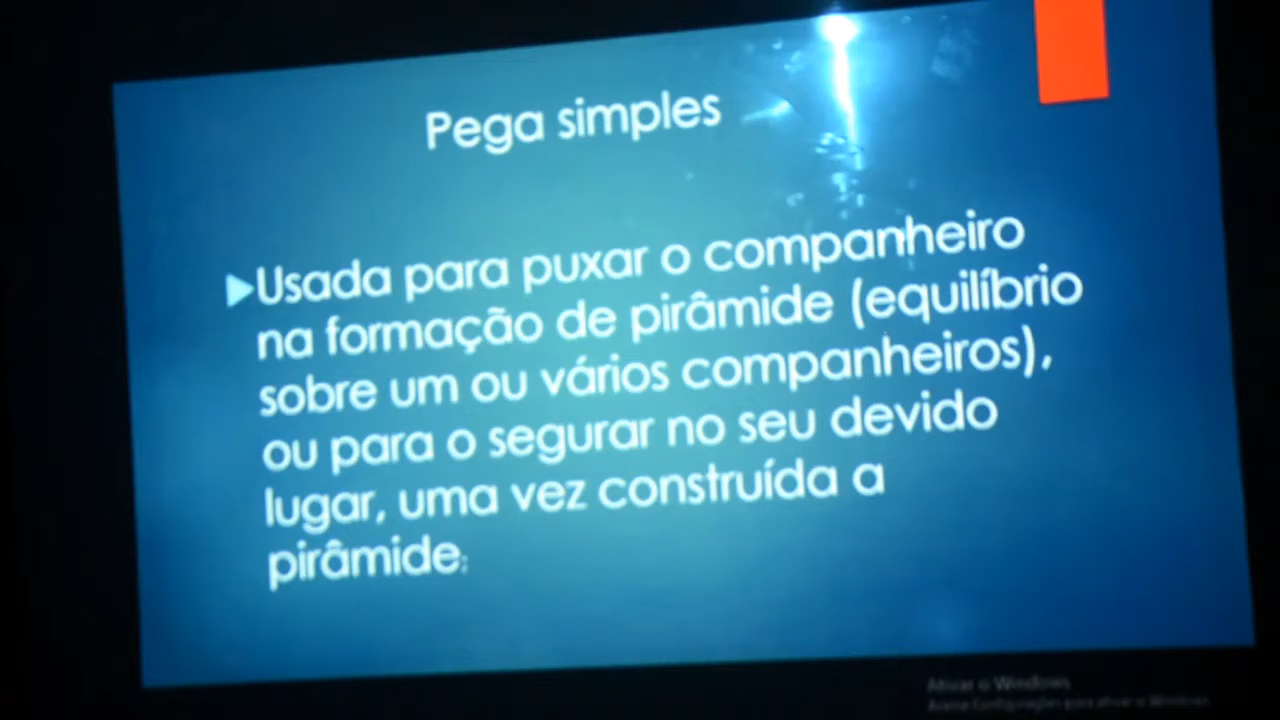 Pega simples
Usada para puxar o companheiro
na formação de pirâmide (equilíbrio
sobre um ou vários companheiros),
ou para o segurar no seu devido
lugar, uma vez construída a
pirâmide;
Ativar o Windows